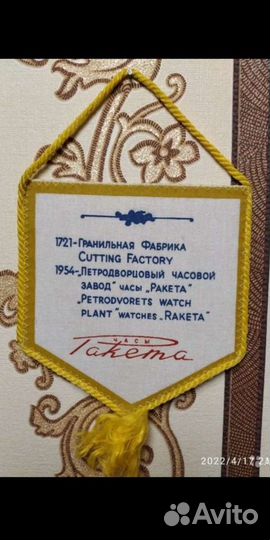 1721-Гранильная Фабрика
Cutting Factory
1954-„Петродворцовый часовой
завод" часы „Ракета"
„Petrodvorets watch
plant" watches „Raketa"
ЧАСЫ
Ракета
2022/4/17
Avito